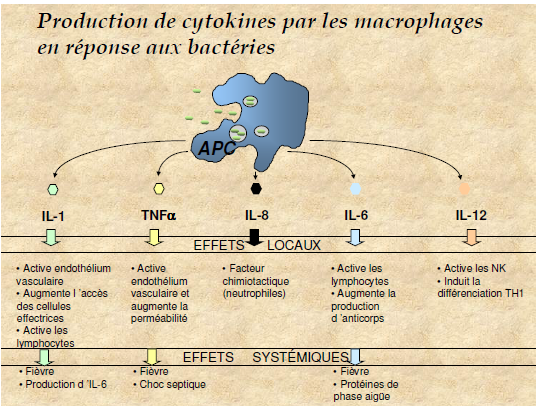 Production de cytokines par les macrophages
en réponse aux bactéries
APC
IL-1
TNFα
IL-8
IL-6
IL-12
EFFETS LOCAUX
• Active endothélium
vasculaire
• Augmente l 'accès
des cellules
effectrices
• Active les
lymphocytes
• Active
endothélium
vasculaire et
augmente la
perméabilité
• Facteur
chimiotactique
(neutrophiles)
• Active les
lymphocytes
• Augmente la
production
d 'anticorps
• Active les NK
• Induit la
différenciation TH1
EFFETS SYSTÉMIQUES
• Fièvre
• Production d 'IL-6
• Fièvre
• Choc septique
• Fièvre
• Protéines de
phase aigüe